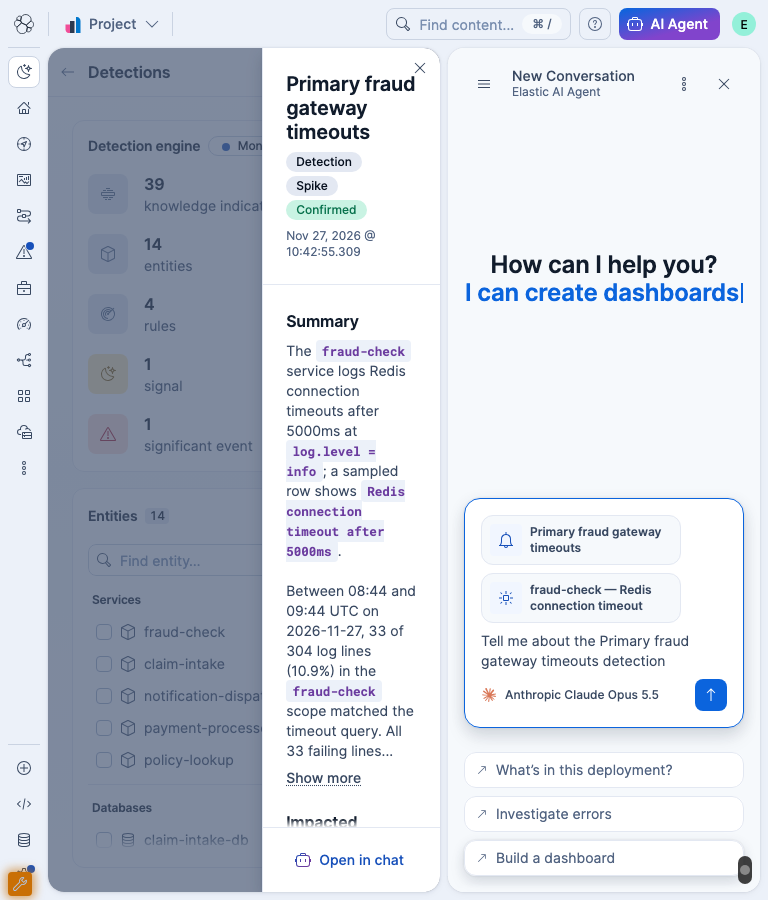 Project
Find content...
⌘ /
AI Agent
E
Detections
Detection engine
Mon
39
knowledge indicat
14
entities
4
rules
1
signal
1
significant event
Entities 14
Find entity...
Services
fraud-check
claim-intake
notification-dispat
payment-processo
policy-lookup
Databases
claim-intake-db
Primary fraud
gateway
timeouts
Detection
Spike
Confirmed
Nov 27, 2026 @
10:42:55.309
Summary
The fraud-check
service logs Redis
connection
timeouts after
5000ms at
log.level =
info ; a sampled
row shows Redis
connection
timeout after
5000ms .
Between 08:44 and
09:44 UTC on
2026-11-27, 33 of
304 log lines
(10.9%) in the
fraud-check
scope matched the
timeout query. All
33 failing lines...
Show more
Impacted
Open in chat
New Conversation
Elastic AI Agent
How can I help you?
I can create dashboards
Primary fraud gateway
timeouts
fraud-check — Redis
connection timeout
Tell me about the Primary fraud
gateway timeouts detection
Anthropic Claude Opus 5.5
What's in this deployment?
Investigate errors
Build a dashboard